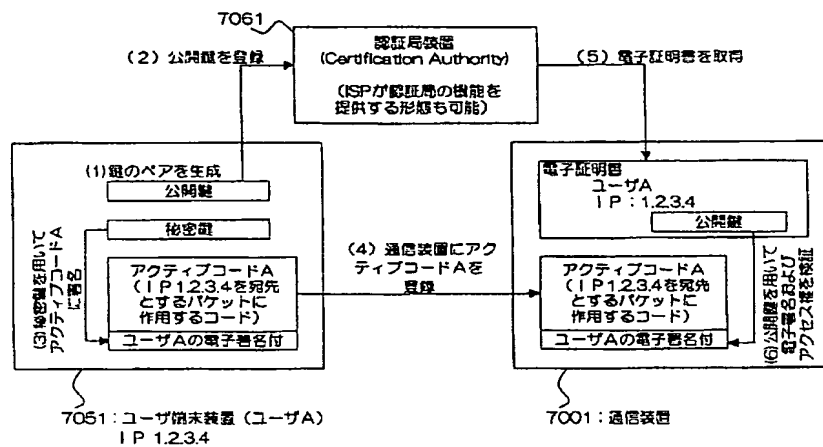 7061
認証局装置
(Certification Authority)
(ISPが認証局の機能を
提供する形態も可能)
(2) 公開鍵を登録
(5) 電子証明書を取得
(1)鍵のペアを生成
公開鍵
秘密鍵
(3)秘密鍵を用いて
アクティブコードA
に署名
アクティブコードA
(IP1.2.3.4を宛先
とするパケットに
作用するコード)
ユーザAの電子署名付
(4) 通信装置にアク
ティブコードAを
登録
電子証明書
ユーザA
IP:1.2.3.4
公開鍵
アクティブコードA
(IP1.2.3.4を宛先
とするパケットに
作用するコード)
ユーザAの電子署名付
(6)公開鍵を用いて
電子署名および
アクセス権を検証
7051:ユーザ端末装置(ユーザA)
IP 1.2.3.4
7001:通信装置